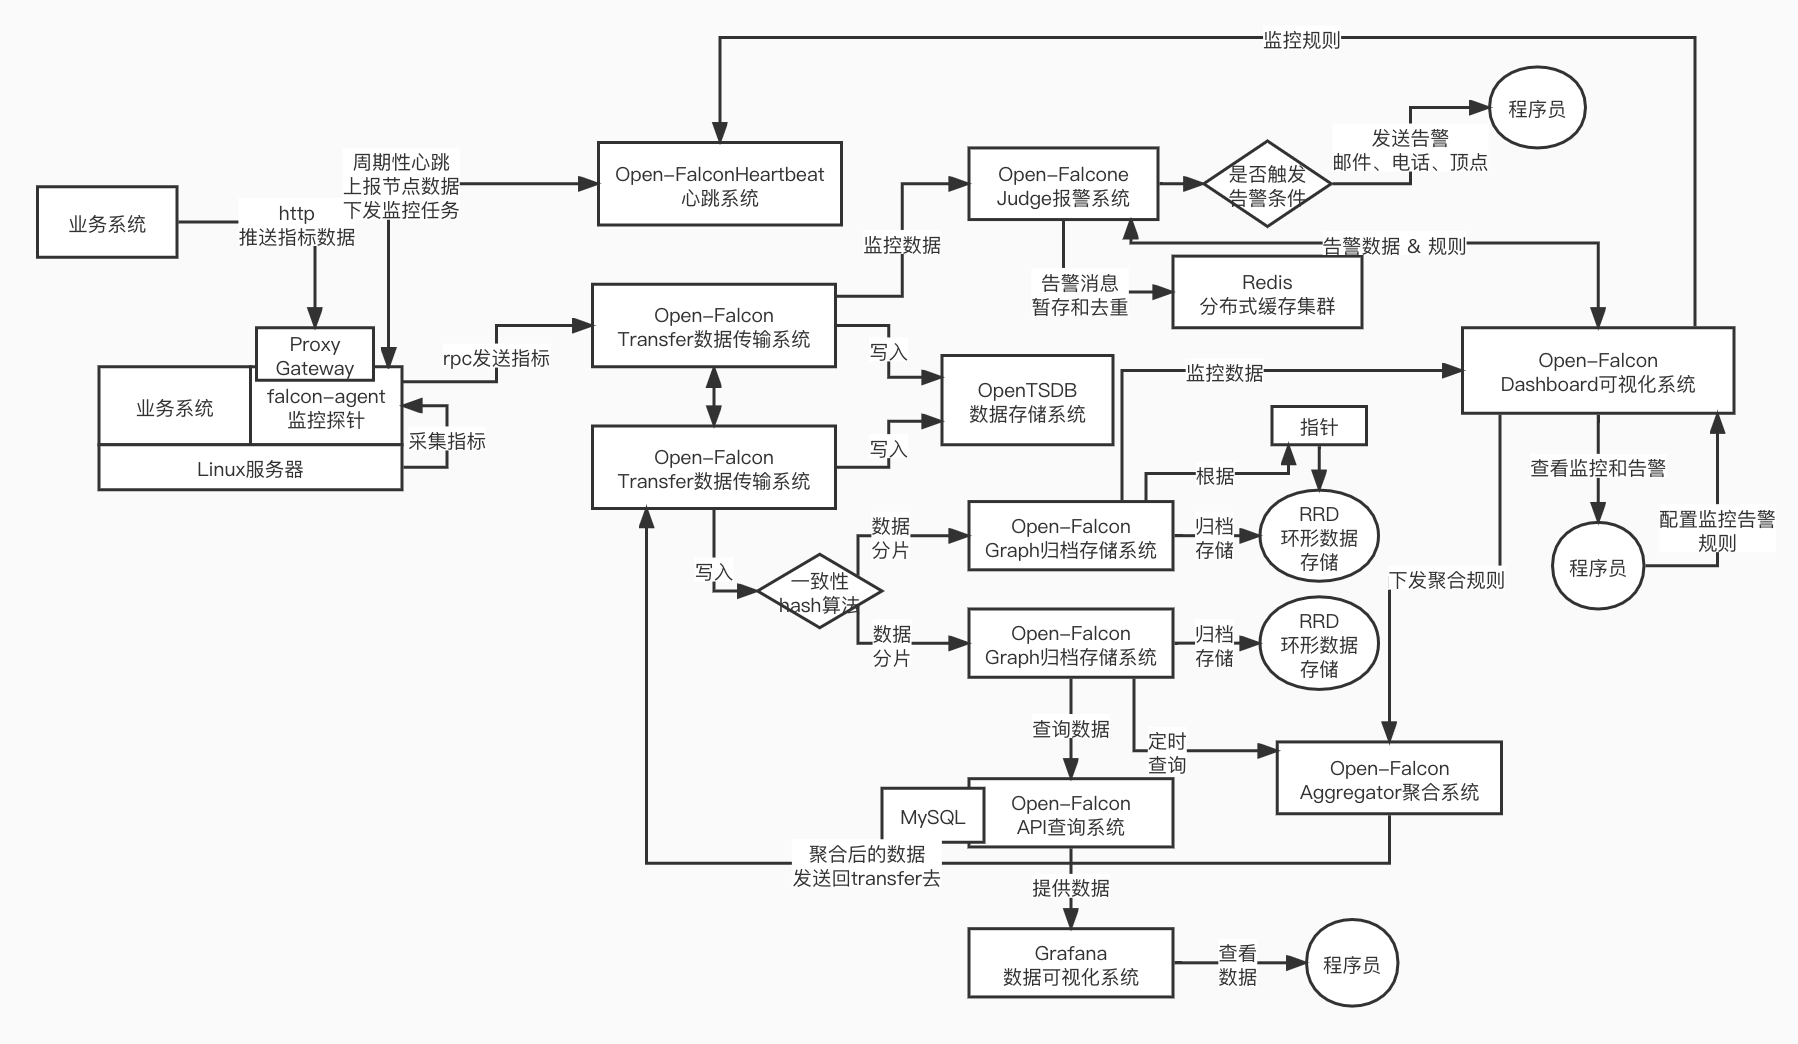 监控规则
程序员
发送告警
邮件、电话、顶点
周期性心跳
上报节点数据
下发监控任务
Open-FalconHeartbeat
心跳系统
Open-Falcone
Judge报警系统
是否触发
告警条件
业务系统
http
推送指标数据
监控数据
告警数据 & 规则
告警消息
暂存和去重
Redis
分布式缓存集群
Open-Falcon
Transfer数据传输系统
Proxy
Gateway
rpc发送指标
写入
Open-Falcon
Dashboard可视化系统
监控数据
OpenTSDB
数据存储系统
业务系统
falcon-agent
监控探针
采集指标
Linux服务器
指针
Open-Falcon
Transfer数据传输系统
写入
根据
查看监控和告警
数据
分片
Open-Falcon
Graph归档存储系统
归档
存储
RRD
环形数据
存储
配置监控告警
规则
程序员
写入
一致性
hash算法
下发聚合规则
数据
分片
Open-Falcon
Graph归档存储系统
归档
存储
RRD
环形数据
存储
查询数据
定时
查询
Open-Falcon
Aggregator聚合系统
MySQL
Open-Falcon
API查询系统
聚合后的数据
发送回transfer去
提供数据
Grafana
数据可视化系统
查看
数据
程序员